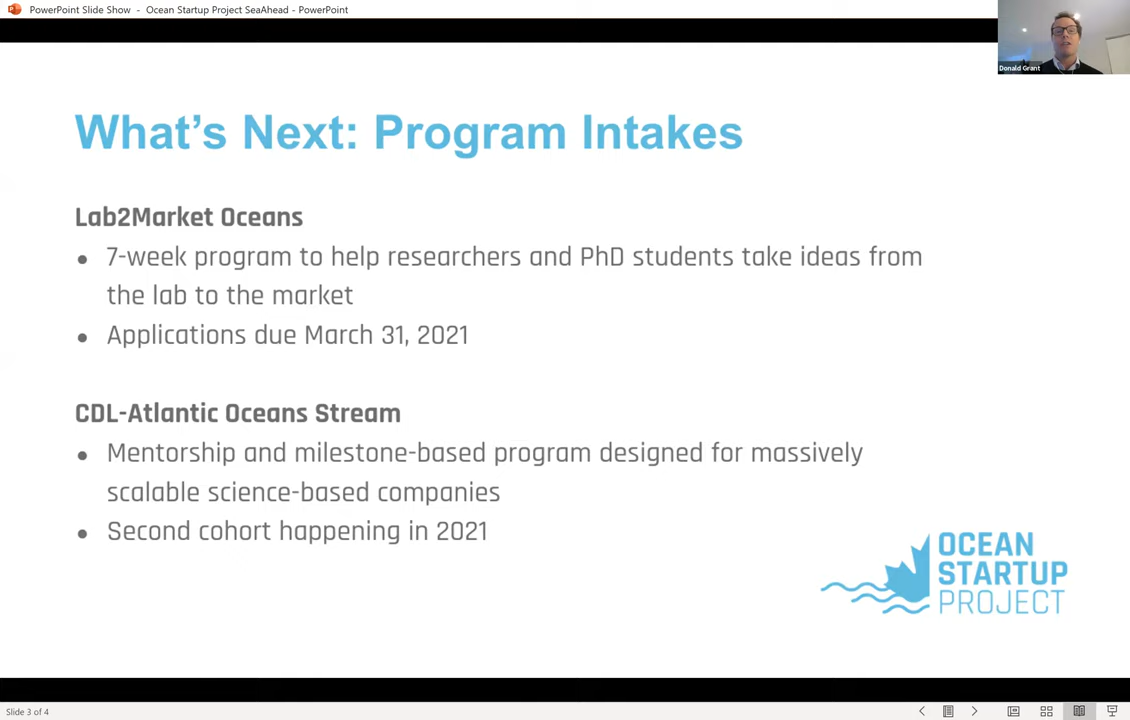 PowerPoint Slide Show - Ocean Startup Project SeaAhead - PowerPoint
Donald Grant
What's Next: Program Intakes
Lab2Market Oceans
• 7-week program to help researchers and PhD students take ideas from
the lab to the market
• Applications due March 31, 2021
CDL-Atlantic Oceans Stream
• Mentorship and milestone-based program designed for massively
scalable science-based companies
• Second cohort happening in 2021
OCEAN
STARTUP
PROJECT
Slide 3 of 4